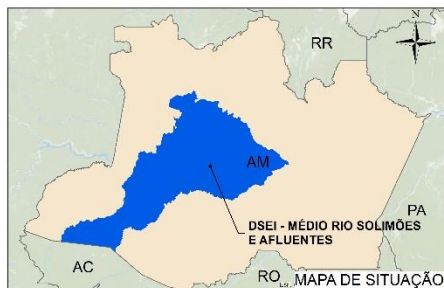 RR
AM
DSEI - MÉDIO RIO SOLIMÕES
E AFLUENTES
PA
AC
RO
MAPA DE SITUAÇÃO